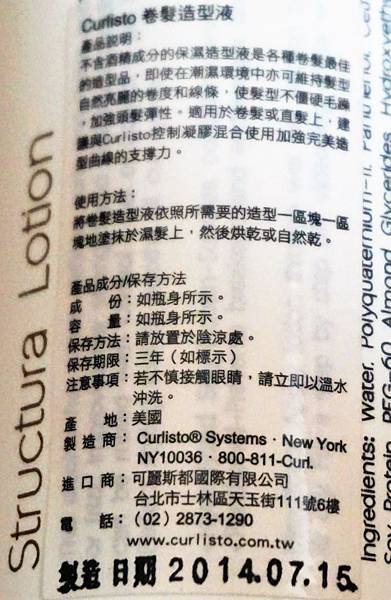 Structura Lotion
Curlisto 卷髮造型液
產品說明：
不含酒精成分的保濕造型液是各種卷髮最佳
的造型品，即使在潮濕環境中亦可維持髮型
自然亮麗的卷度和線條，使髮型不僵硬毛躁
，加強頭髮彈性。適用於卷髮或直髮上，建
議與Curlisto控制凝膠混合使用加強完美造
型曲線的支撐力。
使用方法：
將卷髮造型液依照所需要的造型一區塊一區
塊地塗抹於濕髮上，然後烘乾或自然乾。
產品成分/保存方法
成　　份：如瓶身所示。
容　　量：如瓶身所示。
保存方法：請放置於陰涼處。
保存期限：三年（如標示）
注意事項：若不慎接觸眼睛，請立即以溫水
沖洗。
產　　地：美國
製 造 商：Curlisto® Systems · New York
NY10036 · 800-811-Curl.
進 口 商：可麗斯都國際有限公司
台北市士林區天玉街111號6樓
電　　話：(02) 2873-1290
www.curlisto.com.tw
製造日期 2014.07.15.
Ingredients: Water, Polyquaternium-11, Panthenol,
Soy Protein, PEG-60 Almond Glycerides,